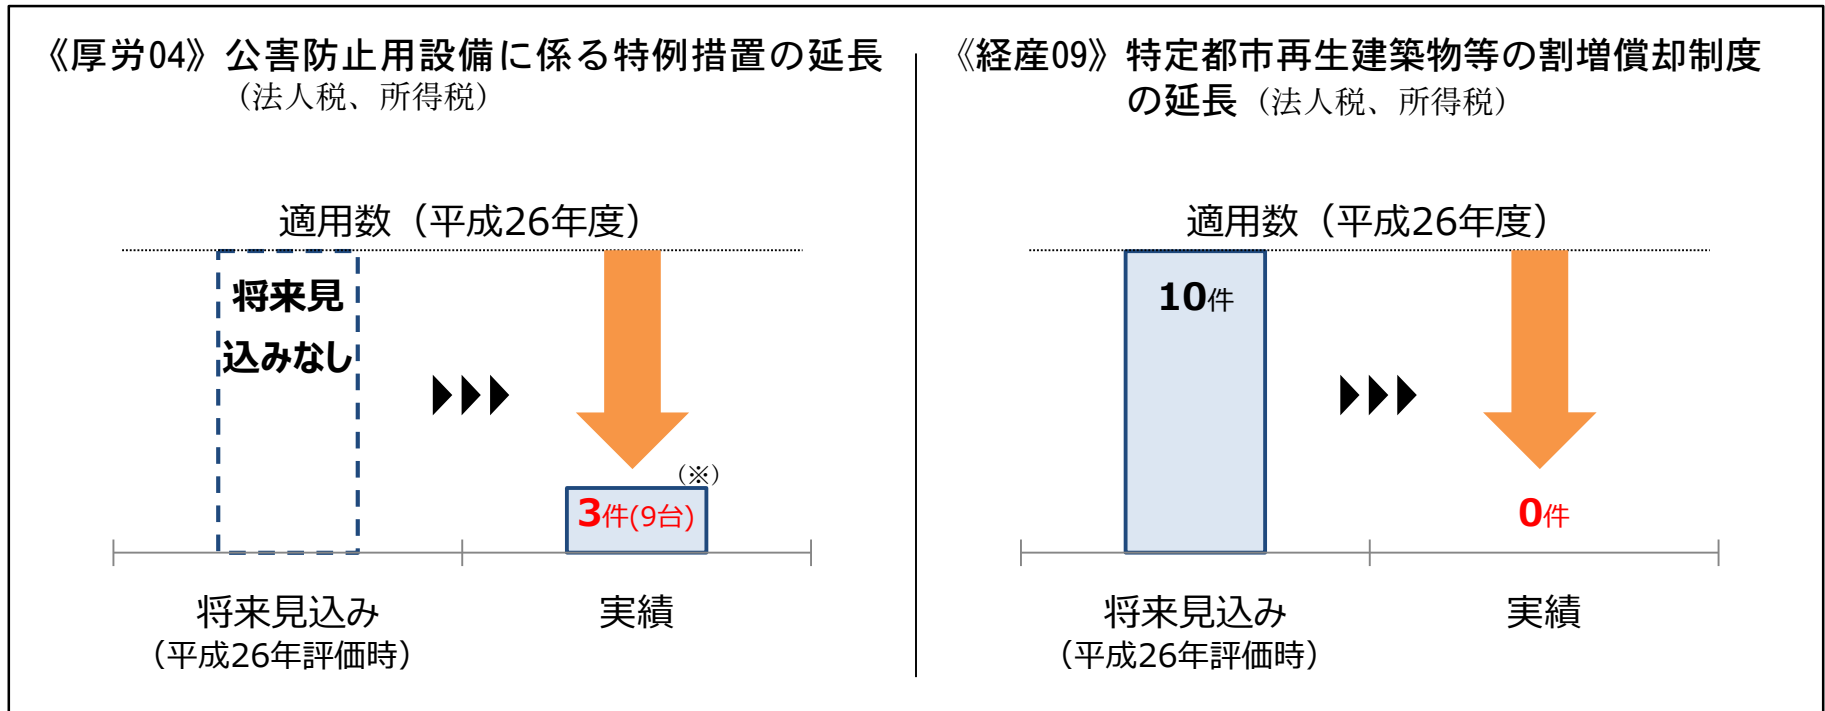 《厚労04》公害防止用設備に係る特例措置の延長
（法人税、所得税）
適用数（平成26年度）
将来見
込みなし
（※）
3件(9台)
将来見込み
（平成26年評価時）
実績
《経産09》特定都市再生建築物等の割増償却制度
の延長（法人税、所得税）
適用数（平成26年度）
10件
0件
将来見込み
（平成26年評価時）
実績